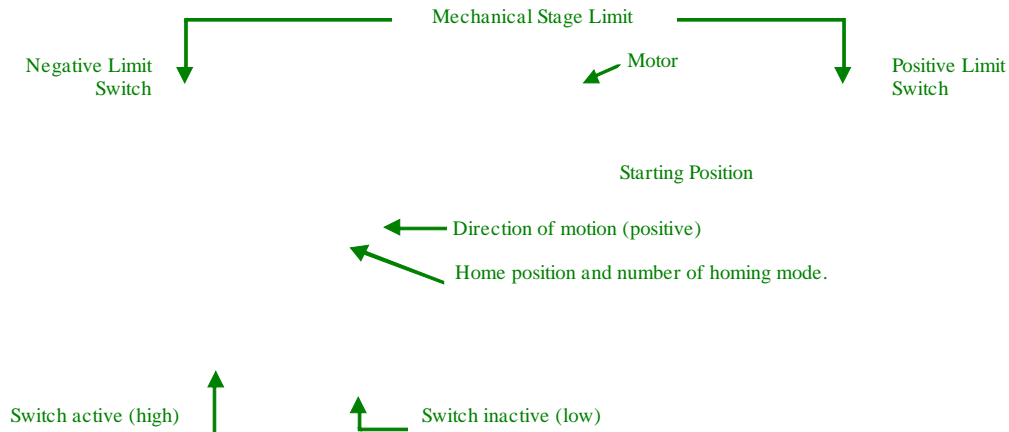 Mechanical Stage Limit
Negative Limit
Switch
Motor
Positive Limit
Switch
Starting Position
Direction of motion (positive)
Home position and number of homing mode.
Switch active (high)
Switch inactive (low)